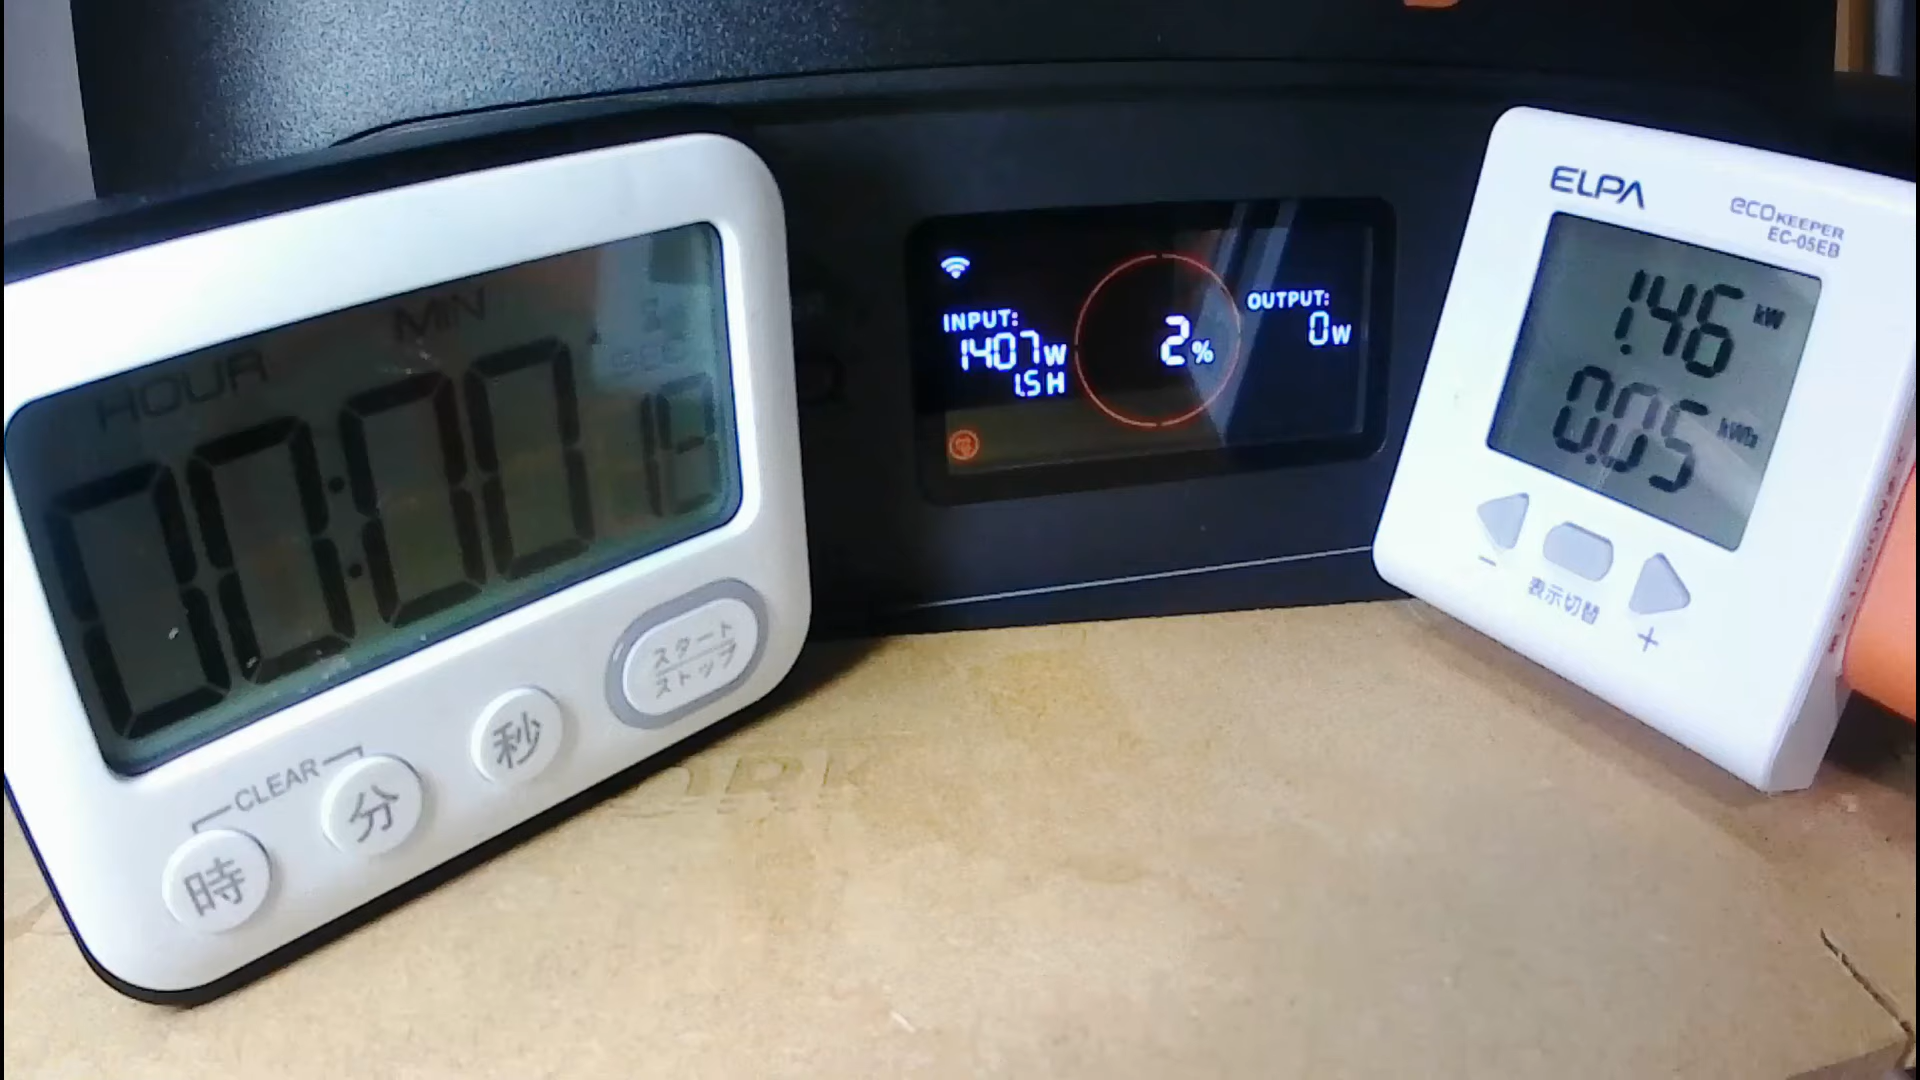 HOUR
MIN
SEC
00:00
CLEAR
時
分
秒
スタート
ストップ
INPUT:
1407W
1.5H
2%
OUTPUT:
0W
ELPA
ecoKEEPER
EC-05EB
1.46 kW
0.05 kWh
−
表示切替
+